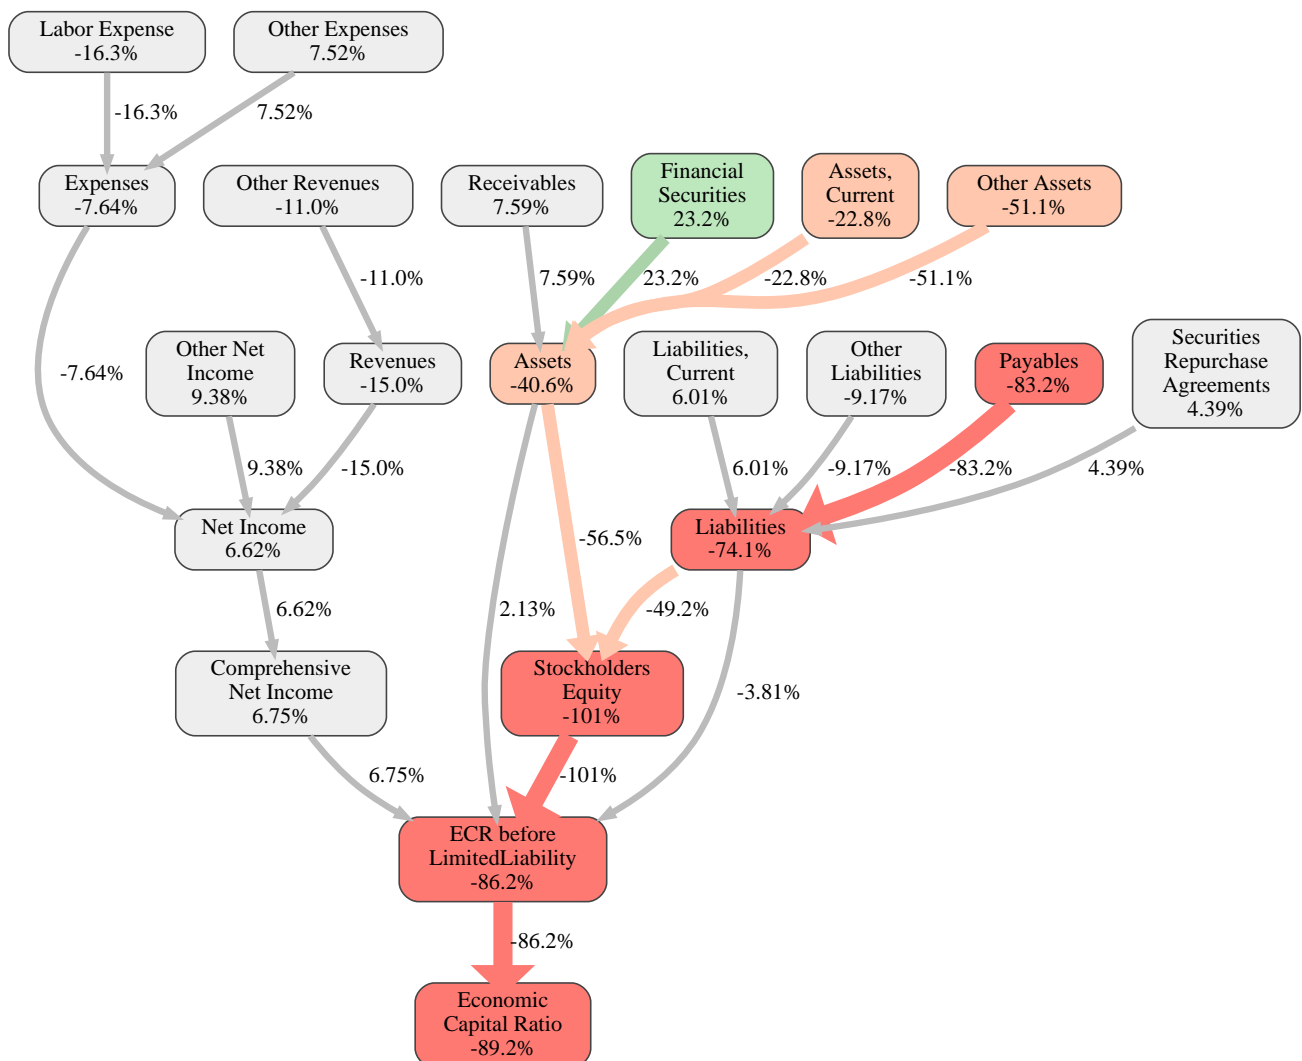 Labor Expense
-16.3%
Other Expenses
7.52%
-16.3%
7.52%
Expenses
-7.64%
Other Revenues
-11.0%
Receivables
7.59%
Financial
Securities
23.2%
Assets,
Current
-22.8%
Other Assets
-51.1%
-11.0%
7.59%
23.2%
-22.8%
-51.1%
-7.64%
Other Net
Income
9.38%
Revenues
-15.0%
Assets
-40.6%
Liabilities,
Current
6.01%
Other
Liabilities
-9.17%
Payables
-83.2%
Securities
Repurchase
Agreements
4.39%
9.38%
-15.0%
6.01%
-9.17%
-83.2%
4.39%
Net Income
6.62%
-56.5%
Liabilities
-74.1%
6.62%
2.13%
-49.2%
Comprehensive
Net Income
6.75%
Stockholders
Equity
-101%
-3.81%
6.75%
-101%
ECR before
LimitedLiability
-86.2%
-86.2%
Economic
Capital Ratio
-89.2%